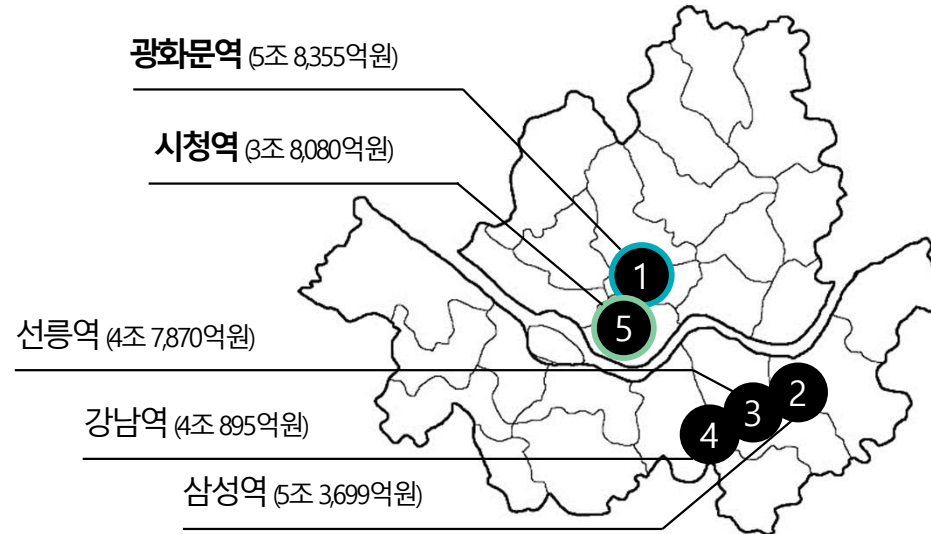 광화문역 (5조 8,355억원)
시청역 (3조 8,080억원)
1
5
선릉역 (4조 7,870억원)
2
3
강남역 (4조 895억원)
4
삼성역 (5조 3,699억원)